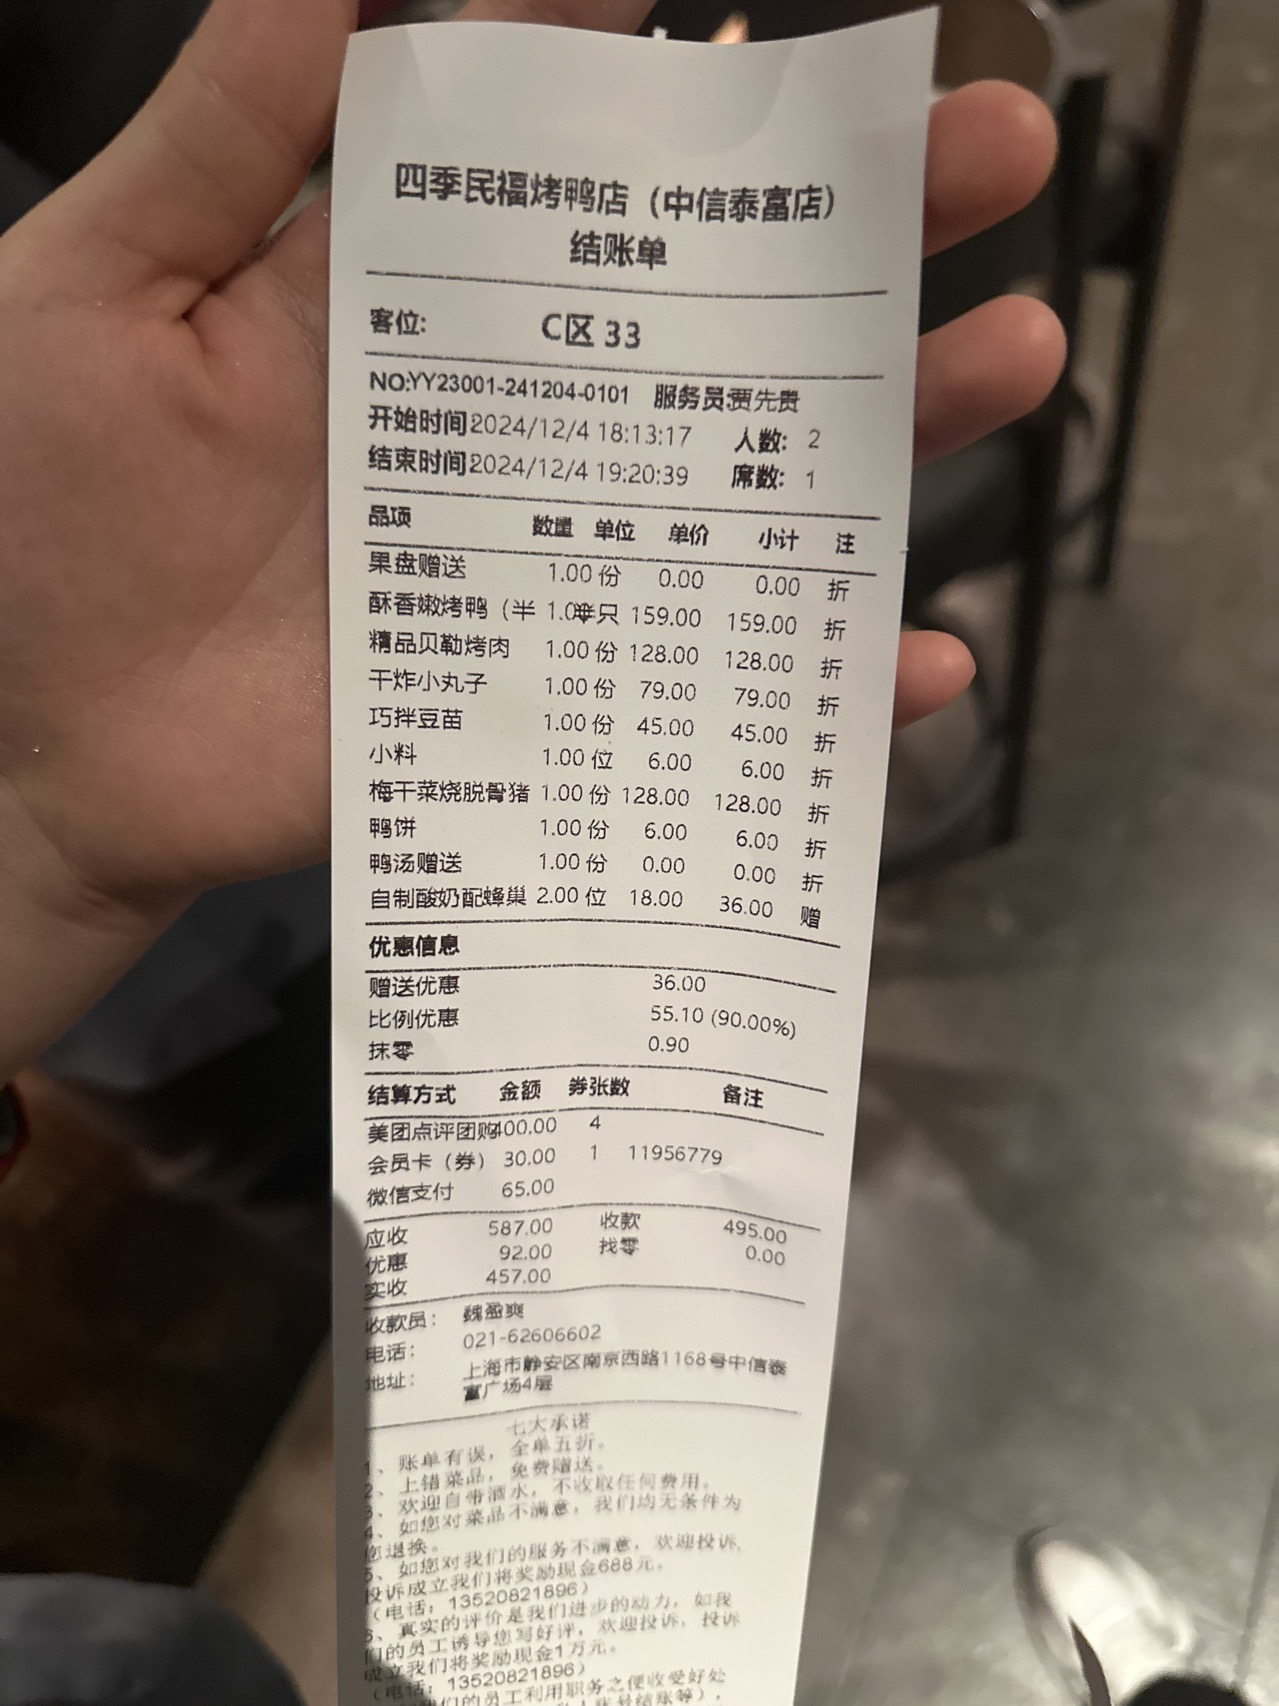 四季民福烤鸭店（中信泰富店）
结账单
客位: C区 33
NO:YY23001-241204-0101 服务员:贾先贵
开始时间2024/12/4 18:13:17 人数: 2
结束时间2024/12/4 19:20:39 席数: 1
品项 数量 单位 单价 小计 注
果盘赠送 1.00 份 0.00 0.00 折
酥香嫩烤鸭（半 1.00半只 159.00 159.00 折
精品贝勒烤肉 1.00 份 128.00 128.00 折
干炸小丸子 1.00 份 79.00 79.00 折
巧拌豆苗 1.00 份 45.00 45.00 折
小料 1.00 位 6.00 6.00 折
梅干菜烧脱骨猪 1.00 份 128.00 128.00 折
鸭饼 1.00 份 6.00 6.00 折
鸭汤赠送 1.00 份 0.00 0.00 折
自制酸奶配蜂巢 2.00 位 18.00 36.00 赠
优惠信息
赠送优惠 36.00
比例优惠 55.10 (90.00%)
抹零 0.90
结算方式 金额 券张数 备注
美团点评团购400.00 4
会员卡（券） 30.00 1 11956779
微信支付 65.00
应收 587.00 收款 495.00
优惠 92.00 找零 0.00
实收 457.00
收款员: 魏盈爽
电话: 021-62606602
地址: 上海市静安区南京西路1168号中信泰
富广场4层
七大承诺
1、账单有误，全单五折。
2、上错菜品，免费赠送。
3、欢迎自带酒水，不收取任何费用。
4、如您对菜品不满意，我们均无条件为
您退换。
5、如您对我们的服务不满意，欢迎投诉,
投诉成立我们将奖励现金688元。
（电话：13520821896）
6、真实的评价是我们进步的动力，如我
们的员工诱导您写好评，欢迎投诉，投诉
成立我们将奖励现金1万元。
（电话：13520821896）
我们的员工利用职务之便收受好处
结账等），